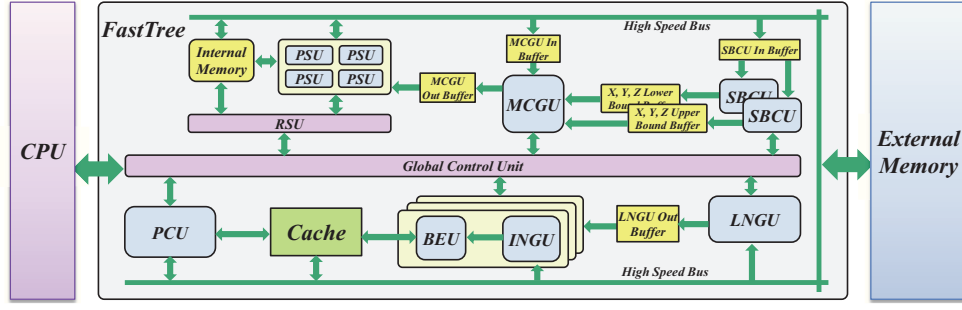 FastTree
High Speed Bus
Internal
Memory
PSU
PSU
PSU
PSU
MCGU In
Buffer
SBCU In Buffer
MCGU
Out Buffer
MCGU
X, Y, Z Lower
Bound Buffer
X, Y, Z Upper
Bound Buffer
SBCU
SBCU
RSU
CPU
Global Control Unit
External
Memory
PCU
Cache
BEU
INGU
LNGU Out
Buffer
LNGU
High Speed Bus